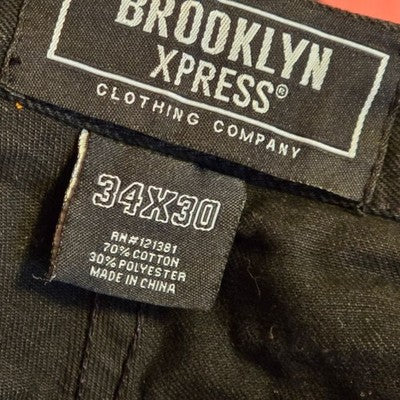 BROOKLYN
XPRESS®
CLOTHING COMPANY
34X30
RN#121381
70% COTTON
30% POLYESTER
MADE IN CHINA